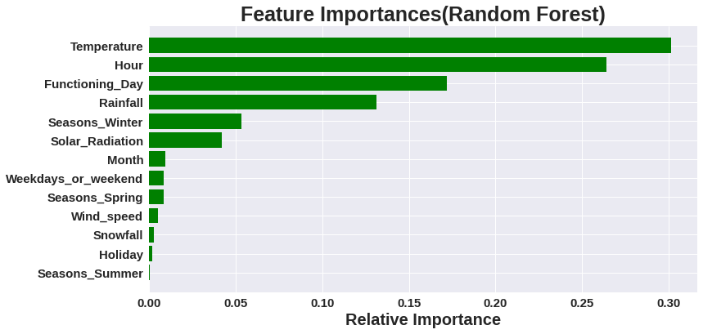 Feature Importances(Random Forest)
Temperature
Hour
Functioning_Day
Rainfall
Seasons_Winter
Solar_Radiation
Month
Weekdays_or_weekend
Seasons_Spring
Wind_speed
Snowfall
Holiday
Seasons_Summer
0.00 0.05 0.10 0.15 0.20 0.25 0.30
Relative Importance